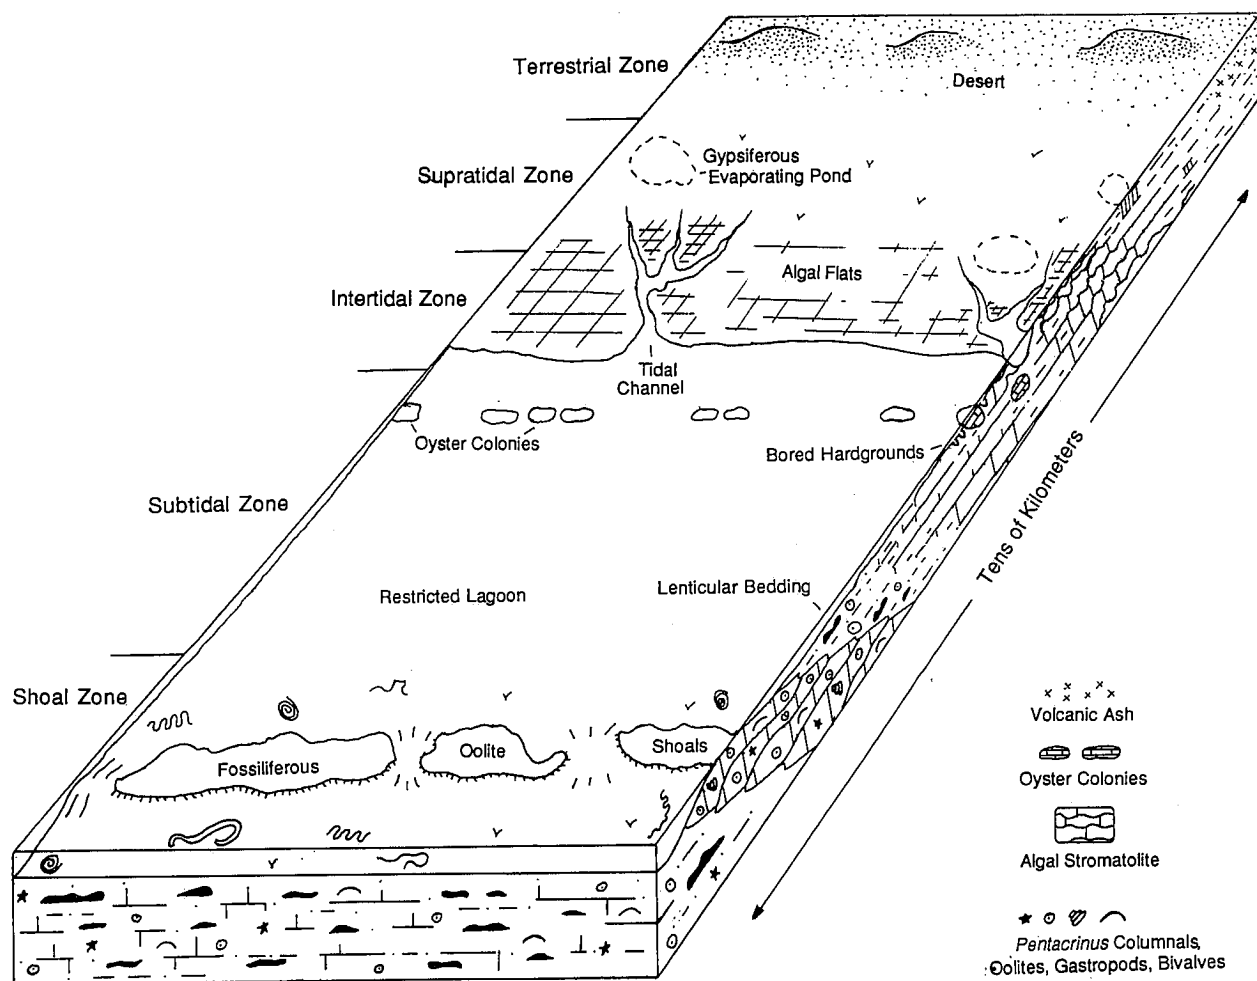 Terrestrial Zone
Desert
Supratidal Zone
Gypsiferous
Evaporating Pond
Intertidal Zone
Algal Flats
Tidal
Channel
Oyster Colonies
Bored Hardgrounds
Subtidal Zone
Tens of Kilometers
Restricted Lagoon
Lenticular Bedding
Shoal Zone
Fossiliferous
Oolite
Shoals
Volcanic Ash
Oyster Colonies
Algal Stromatolite
Pentacrinus Columnals,
Oolites, Gastropods, Bivalves